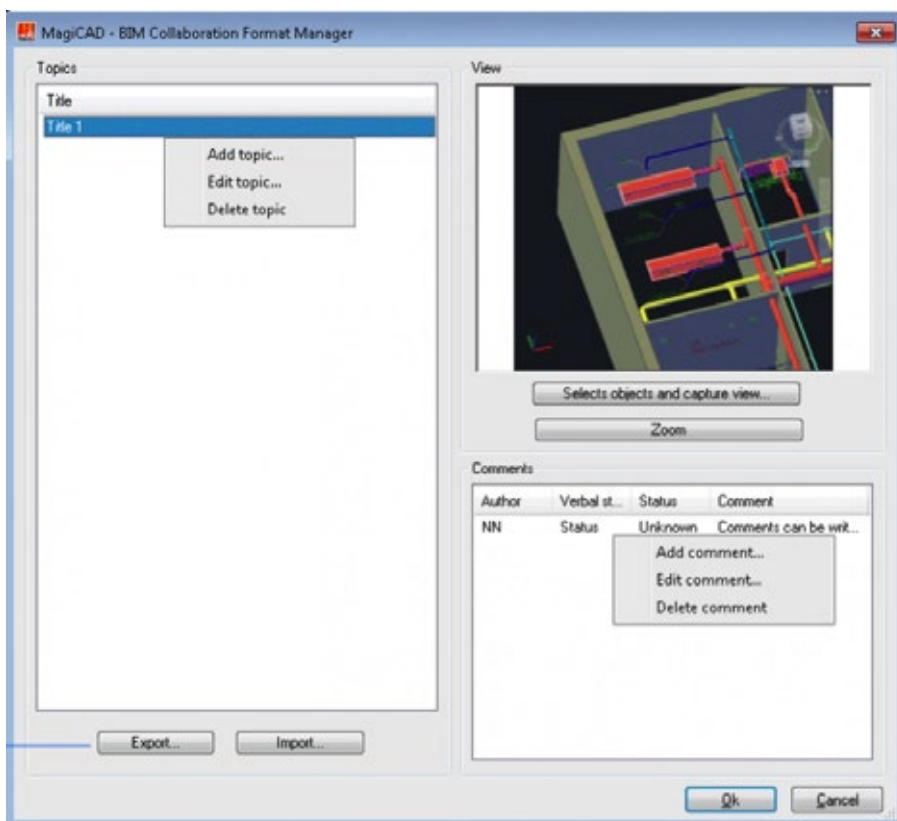 MagiCAD - BIM Collaboration Format Manager
Topics
Title
Title 1
Add topic...
Edit topic...
Delete topic
Export...
Import...
View
Selects objects and capture view...
Zoom
Comments
Author Verbal st... Status Comment
NN Status Unknown Comments can be writ...
Add comment...
Edit comment...
Delete comment
Ok
Cancel